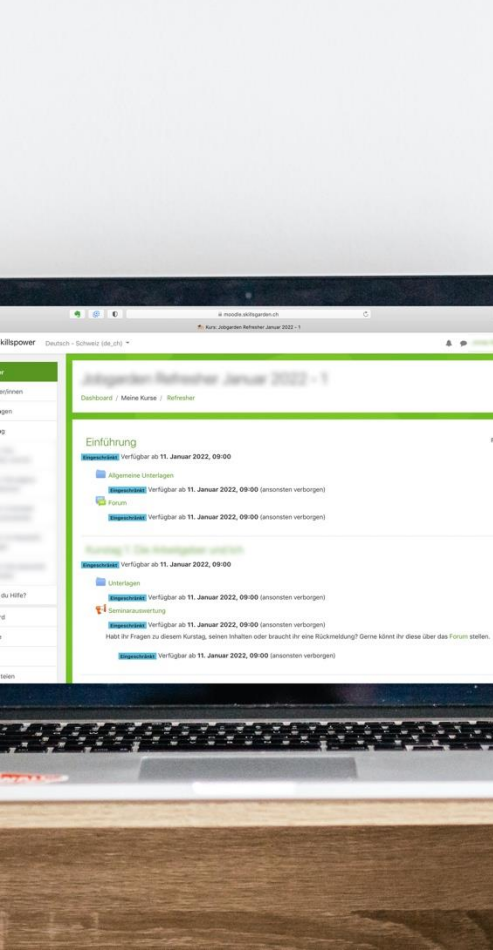 moodle.skillsgarden.ch
Kurs: Jobgarden Refresher Januar 2022 – 1
killspower
Deutsch - Schweiz (de_ch)
r
er/innen
gen
g
Jobgarden Refresher Januar 2022 – 1
Dashboard / Meine Kurse / Refresher
Einführung
Eingeschränkt Verfügbar ab 11. Januar 2022, 09:00
Allgemeine Unterlagen
Eingeschränkt Verfügbar ab 11. Januar 2022, 09:00 (ansonsten verborgen)
Forum
Eingeschränkt Verfügbar ab 11. Januar 2022, 09:00 (ansonsten verborgen)
Eingeschränkt Verfügbar ab 11. Januar 2022, 09:00
Unterlagen
Eingeschränkt Verfügbar ab 11. Januar 2022, 09:00 (ansonsten verborgen)
Seminarauswertung
Eingeschränkt Verfügbar ab 11. Januar 2022, 09:00 (ansonsten verborgen)
Habt ihr Fragen zu diesem Kurstag, seinen Inhalten oder braucht ihr eine Rückmeldung? Gerne könnt ihr diese über das Forum stellen.
Eingeschränkt Verfügbar ab 11. Januar 2022, 09:00 (ansonsten verborgen)
du Hilfe?
rd